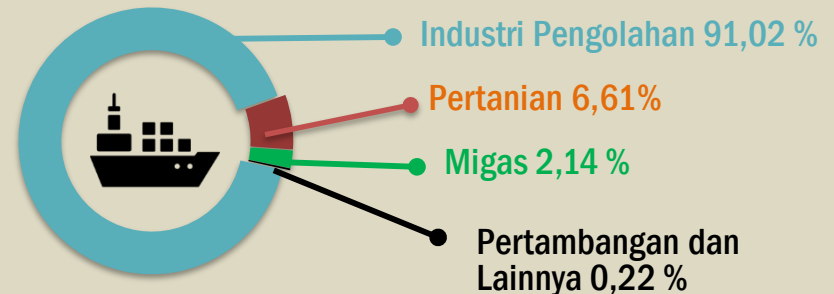 Industri Pengolahan 91,02 %
Pertanian 6,61%
Migas 2,14 %
Pertambangan dan
Lainnya 0,22 %